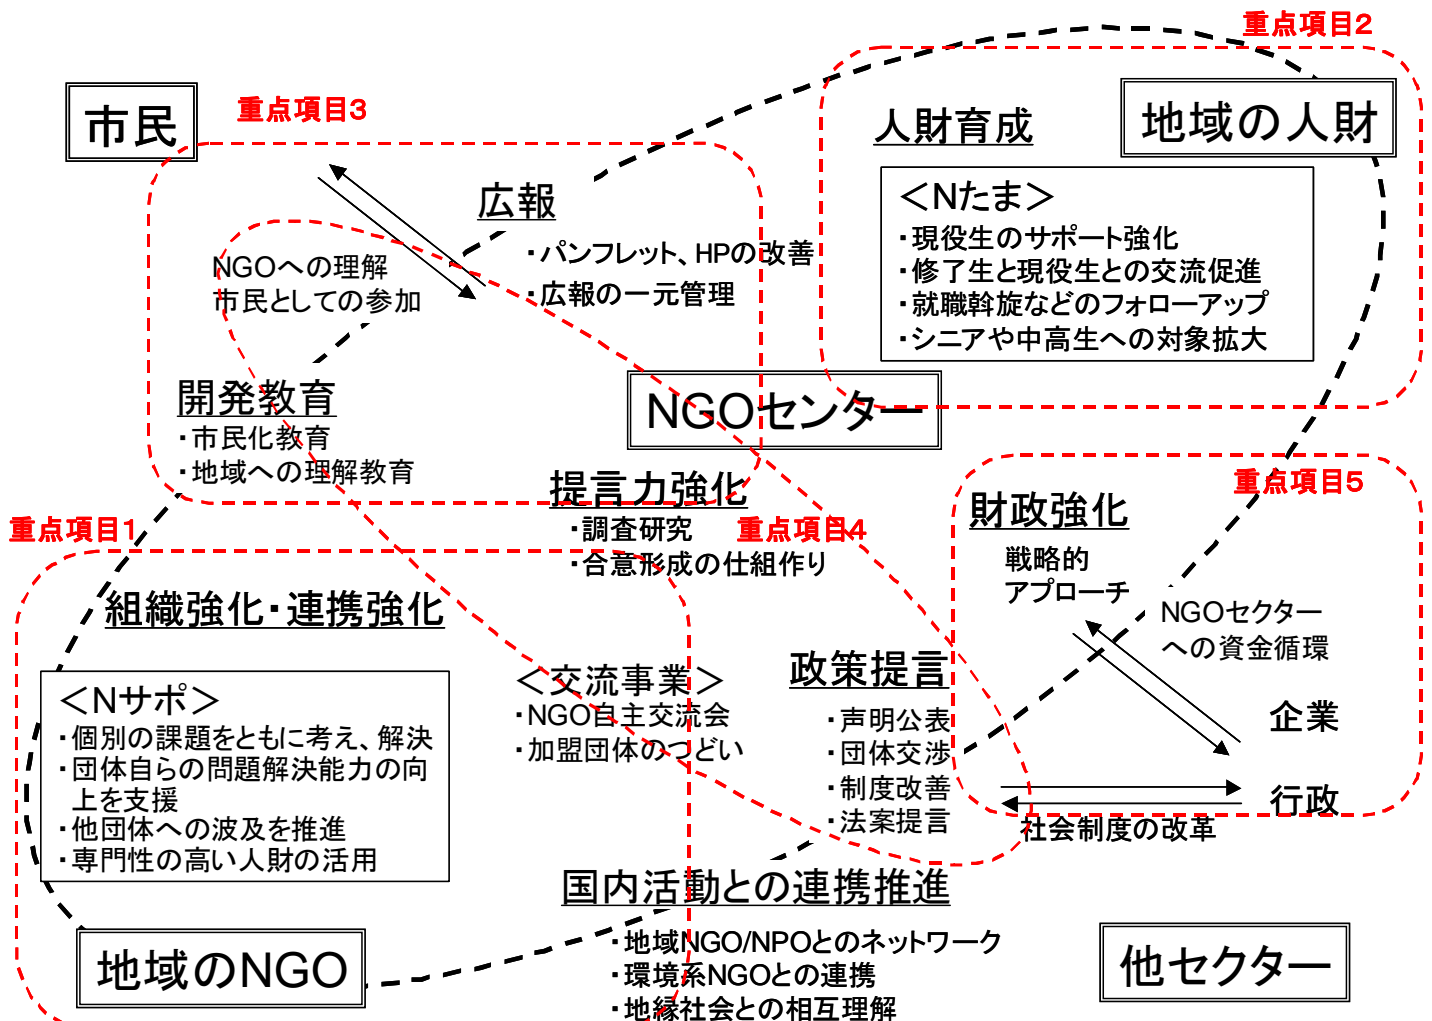 重点項目2
市民
重点項目3
人財育成
地域の人財
＜Nたま＞
・現役生のサポート強化
・修了生と現役生との交流促進
・就職斡旋などのフォローアップ
・シニアや中高生への対象拡大
広報
・パンフレット、HPの改善
・広報の一元管理
NGOへの理解
市民としての参加
開発教育
・市民化教育
・地域への理解教育
NGOセンター
提言力強化
・調査研究
・合意形成の仕組作り
重点項目4
重点項目5
財政強化
戦略的
アプローチ
NGOセクター
への資金循環
重点項目1
組織強化・連携強化
＜Nサポ＞
・個別の課題をともに考え、解決
・団体自らの問題解決能力の向
上を支援
・他団体への波及を推進
・専門性の高い人財の活用
＜交流事業＞
・NGO自主交流会
・加盟団体のつどい
政策提言
・声明公表
・団体交渉
・制度改善
・法案提言
企業
行政
社会制度の改革
国内活動との連携推進
・地域NGO/NPOとのネットワーク
・環境系NGOとの連携
・地縁社会との相互理解
地域のNGO
他セクター